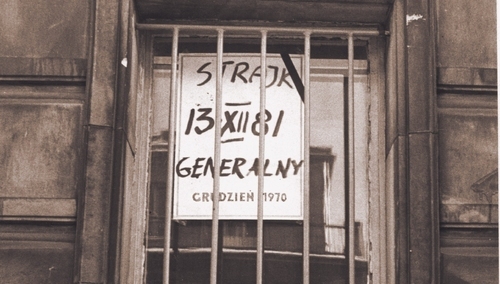 STRAJK
13 XII 81
GENERALNY
GRUDZIEŃ 1970